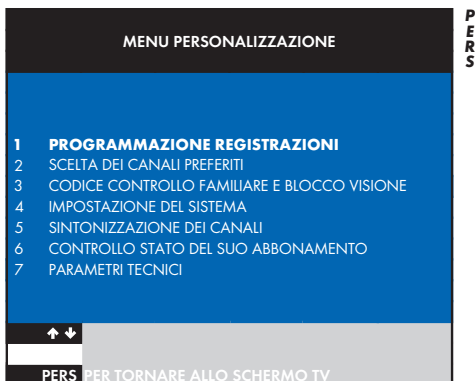 MENU PERSONALIZZAZIONE
1 PROGRAMMAZIONE REGISTRAZIONI
2 SCELTA DEI CANALI PREFERITI
3 CODICE CONTROLLO FAMILIARE E BLOCCO VISIONE
4 IMPOSTAZIONE DEL SISTEMA
5 SINTONIZZAZIONE DEI CANALI
6 CONTROLLO STATO DEL SUO ABBONAMENTO
7 PARAMETRI TECNICI
PERS PER TORNARE ALLO SCHERMO TV
P
E
R
S